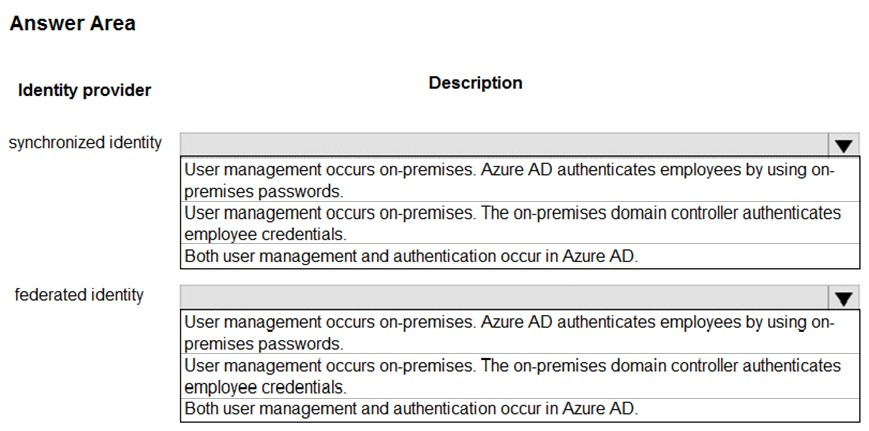 Answer Area
Identity provider
Description
synchronized identity
User management occurs on-premises. Azure AD authenticates employees by using on-
premises passwords.
User management occurs on-premises. The on-premises domain controller authenticates
employee credentials.
Both user management and authentication occur in Azure AD.
federated identity
User management occurs on-premises. Azure AD authenticates employees by using on-
premises passwords.
User management occurs on-premises. The on-premises domain controller authenticates
employee credentials.
Both user management and authentication occur in Azure AD.